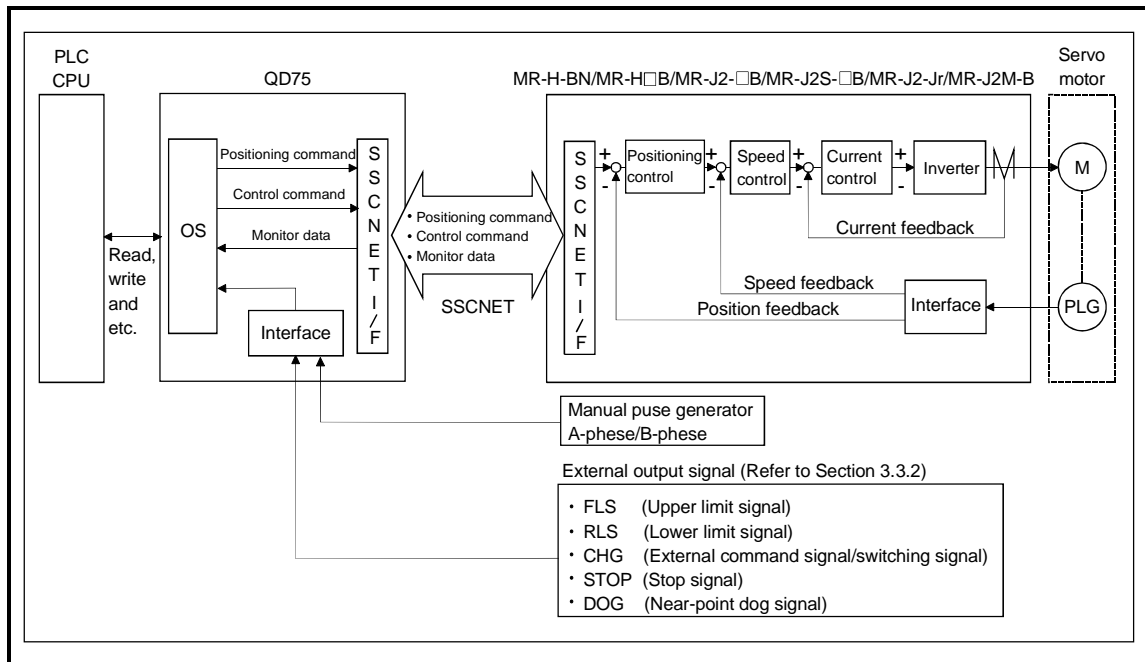 PLC
CPU
QD75
OS
Positioning command
Control command
Monitor data
Read,
write
and
etc.
Interface
SSCNET I/F
• Positioning command
• Control command
• Monitor data
SSCNET
MR-H-BN/MR-H□B/MR-J2-□B/MR-J2S-□B/MR-J2-Jr/MR-J2M-B
SSCNET I/F
+
-
Positioning
control
+
-
Speed
control
+
-
Current
control
+
-
Inverter
Current feedback
Speed feedback
Position feedback
Interface
Servo
motor
M
PLG
Manual puse generator
A-phese/B-phese
External output signal (Refer to Section 3.3.2)
・ FLS (Upper limit signal)
・ RLS (Lower limit signal)
・ CHG (External command signal/switching signal)
・ STOP (Stop signal)
・ DOG (Near-point dog signal)